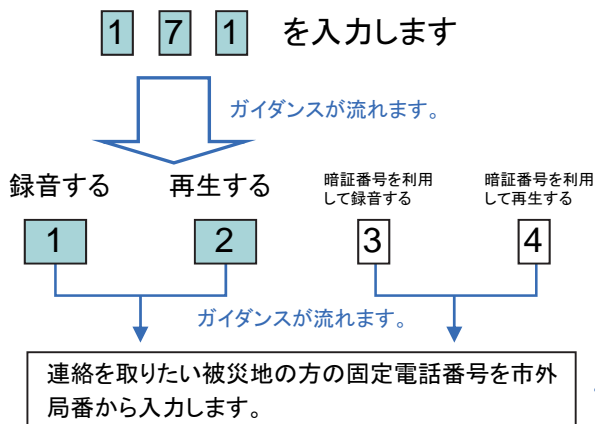 1 7 1 を入力します
ガイダンスが流れます。
録音する 再生する 暗証番号を利用して録音する 暗証番号を利用して再生する
1 2 3 4
ガイダンスが流れます。
連絡を取りたい被災地の方の固定電話番号を市外
局番から入力します。